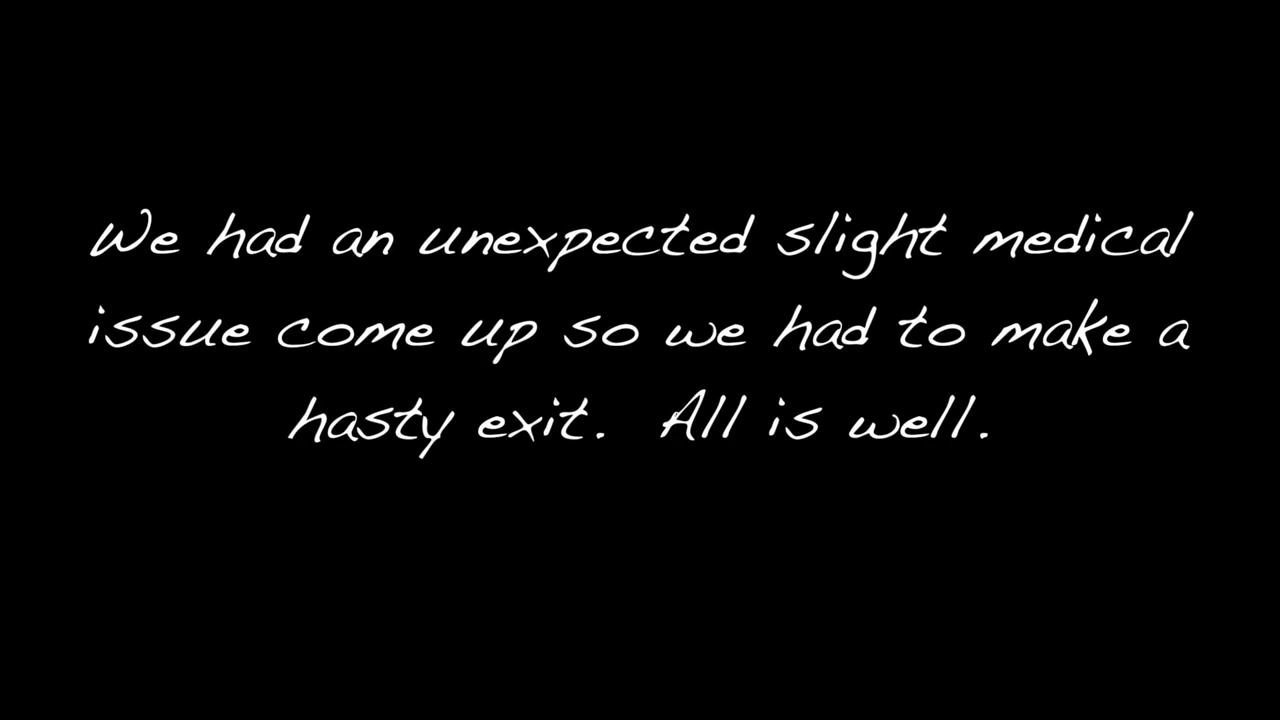 We had an unexpected slight medical
issue come up so we had to make a
hasty exit.  All is well.